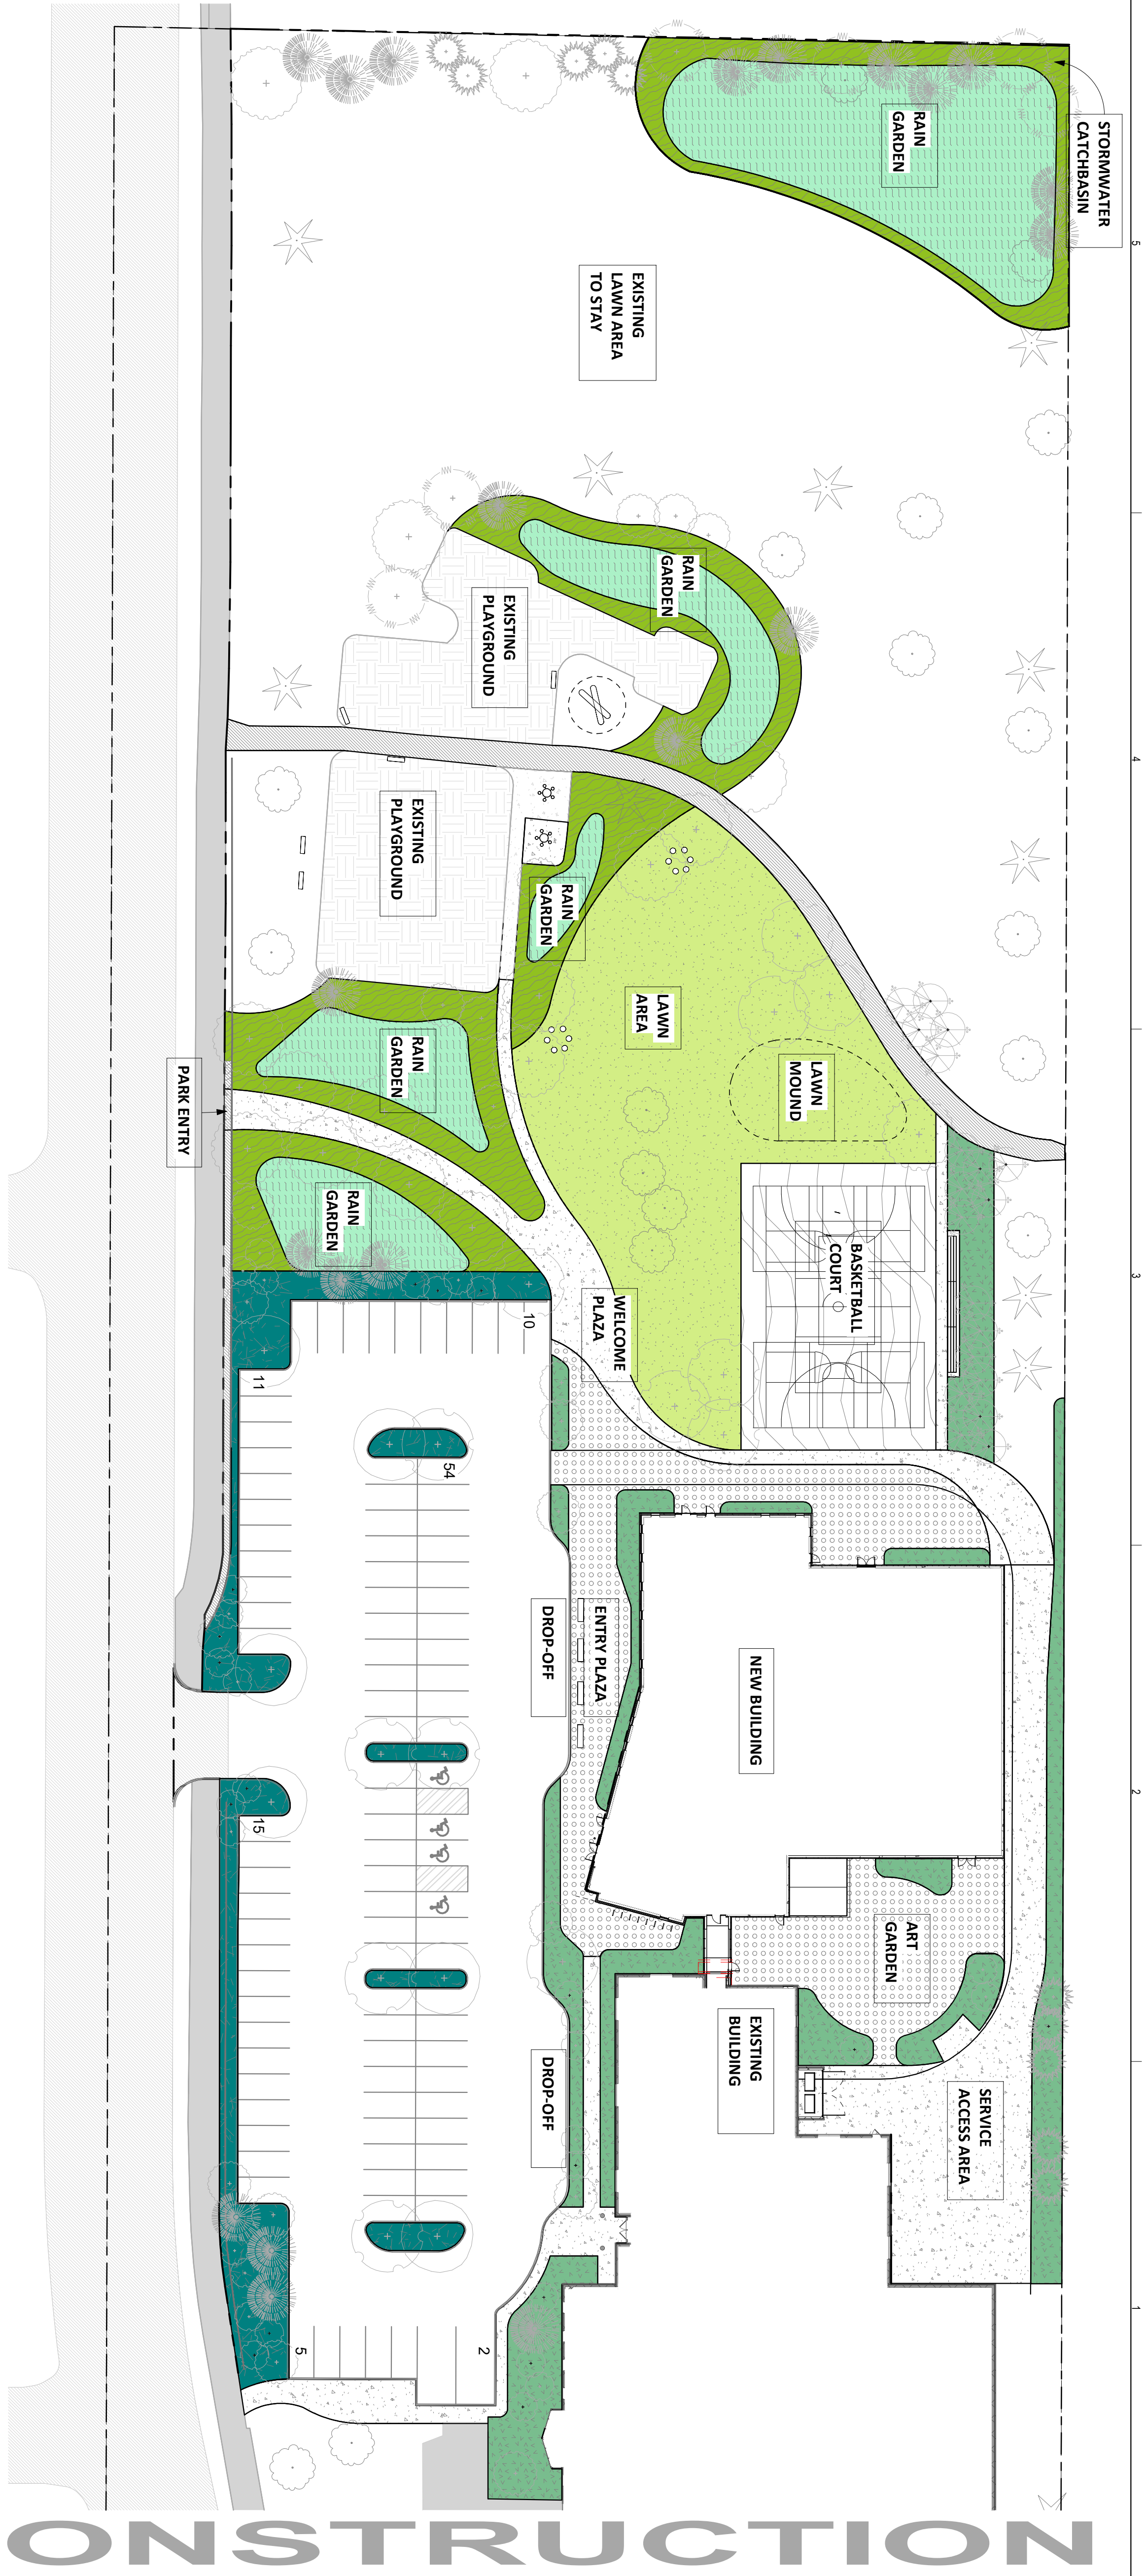 STORMWATER
CATCHBASIN
RAIN
GARDEN
5
EXISTING
LAWN AREA
TO STAY
RAIN
GARDEN
EXISTING
PLAYGROUND
4
EXISTING
PLAYGROUND
RAIN
GARDEN
LAWN
AREA
LAWN
MOUND
RAIN
GARDEN
PARK ENTRY
RAIN
GARDEN
BASKETBALL
COURT
3
WELCOME
PLAZA
10
11
54
DROP-OFF
ENTRY PLAZA
NEW BUILDING
2
15
ART
GARDEN
EXISTING
BUILDING
DROP-OFF
SERVICE
ACCESS AREA
1
5
2
ONSTRUCTION